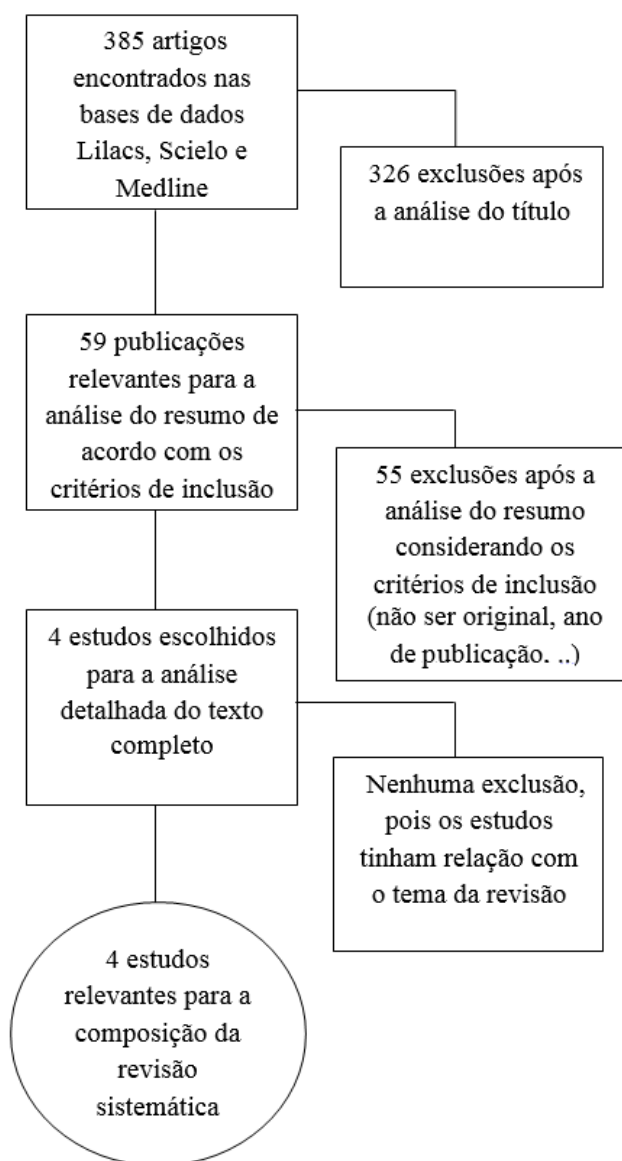 385 artigos
encontrados nas
bases de dados
Lilacs, Scielo e
Medline
326 exclusões após
a análise do título
59 publicações
relevantes para a
análise do resumo de
acordo com os
critérios de inclusão
55 exclusões após a
análise do resumo
considerando os
critérios de inclusão
(não ser original, ano
de publicação. ..)
4 estudos escolhidos
para a análise
detalhada do texto
completo
Nenhuma exclusão,
pois os estudos
tinham relação com
o tema da revisão
4 estudos
relevantes para a
composição da
revisão
sistemática